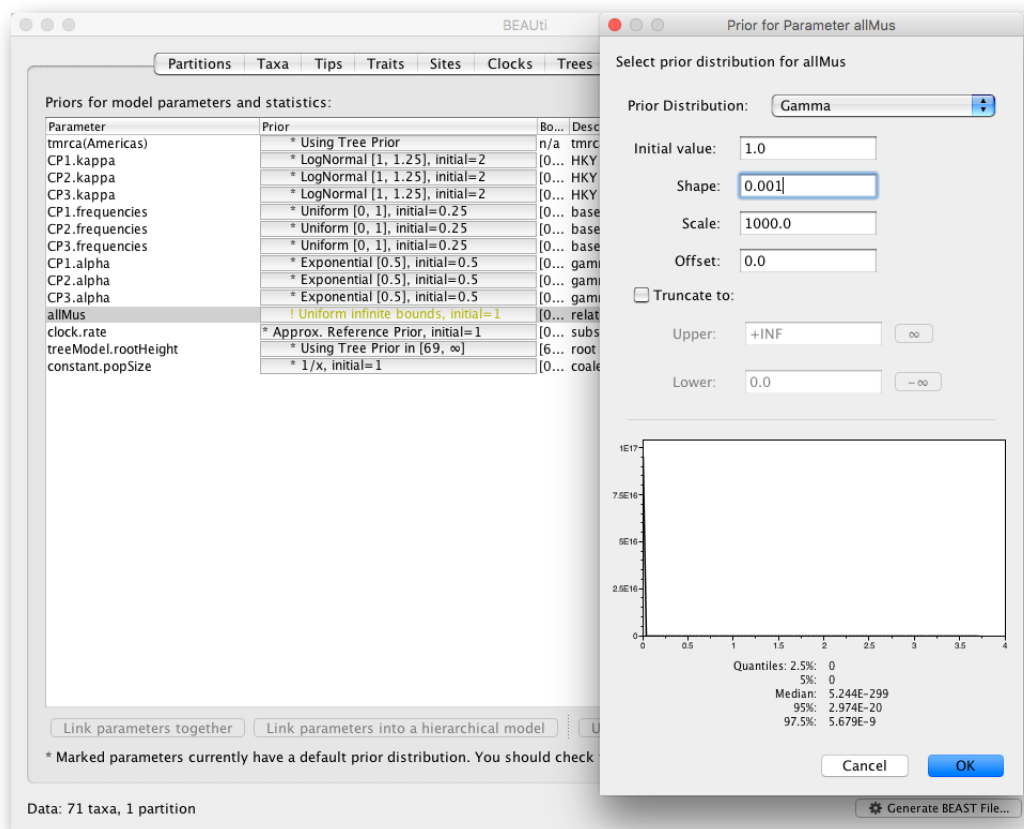 BEAUti
Partitions Taxa Tips Traits Sites Clocks Trees
Priors for model parameters and statistics:
Parameter Prior Bo... Desc
tmrca(Americas) * Using Tree Prior n/a tmrc
CP1.kappa * LogNormal [1, 1.25], initial=2 [0... HKY
CP2.kappa * LogNormal [1, 1.25], initial=2 [0... HKY
CP3.kappa * LogNormal [1, 1.25], initial=2 [0... HKY
CP1.frequencies * Uniform [0, 1], initial=0.25 [0... base
CP2.frequencies * Uniform [0, 1], initial=0.25 [0... base
CP3.frequencies * Uniform [0, 1], initial=0.25 [0... base
CP1.alpha * Exponential [0.5], initial=0.5 [0... gam
CP2.alpha * Exponential [0.5], initial=0.5 [0... gam
CP3.alpha * Exponential [0.5], initial=0.5 [0... gam
allMus ! Uniform infinite bounds, initial=1 [0... relat
clock.rate * Approx. Reference Prior, initial=1 [0... subs
treeModel.rootHeight * Using Tree Prior in [69, ∞] [6... root
constant.popSize * 1/x, initial=1 [0... coale
Link parameters together Link parameters into a hierarchical model U
* Marked parameters currently have a default prior distribution. You should check
Data: 71 taxa, 1 partition
Generate BEAST File...
Prior for Parameter allMus
Select prior distribution for allMus
Prior Distribution: Gamma
Initial value: 1.0
Shape: 0.001
Scale: 1000.0
Offset: 0.0
Truncate to:
Upper: +INF ∞
Lower: 0.0 -∞
1E17
7.5E16
5E16
2.5E16
0
0 0.5 1 1.5 2 2.5 3 3.5 4
Quantiles: 2.5%: 0
5%: 0
Median: 5.244E-299
95%: 2.974E-20
97.5%: 5.679E-9
Cancel OK